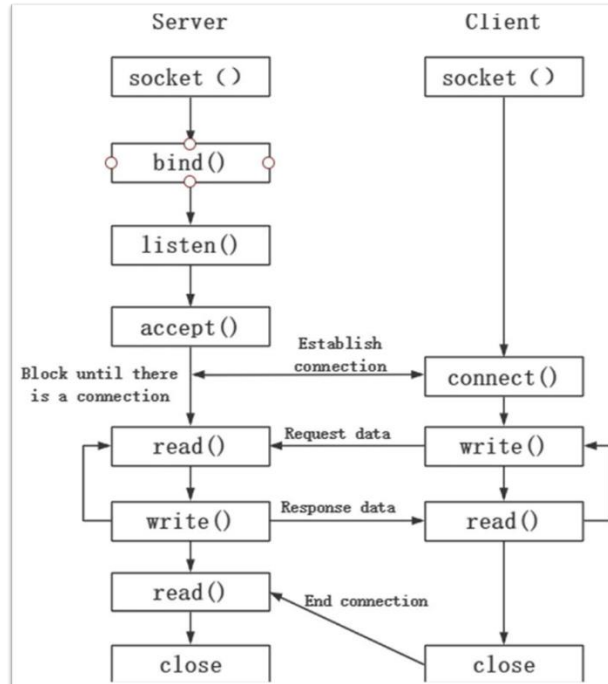 Server
Client
socket ()
socket ()
bind()
listen()
accept()
Establish
connection
Block until there
is a connection
connect()
read()
Request data
write()
write()
Response data
read()
read()
End connection
close
close